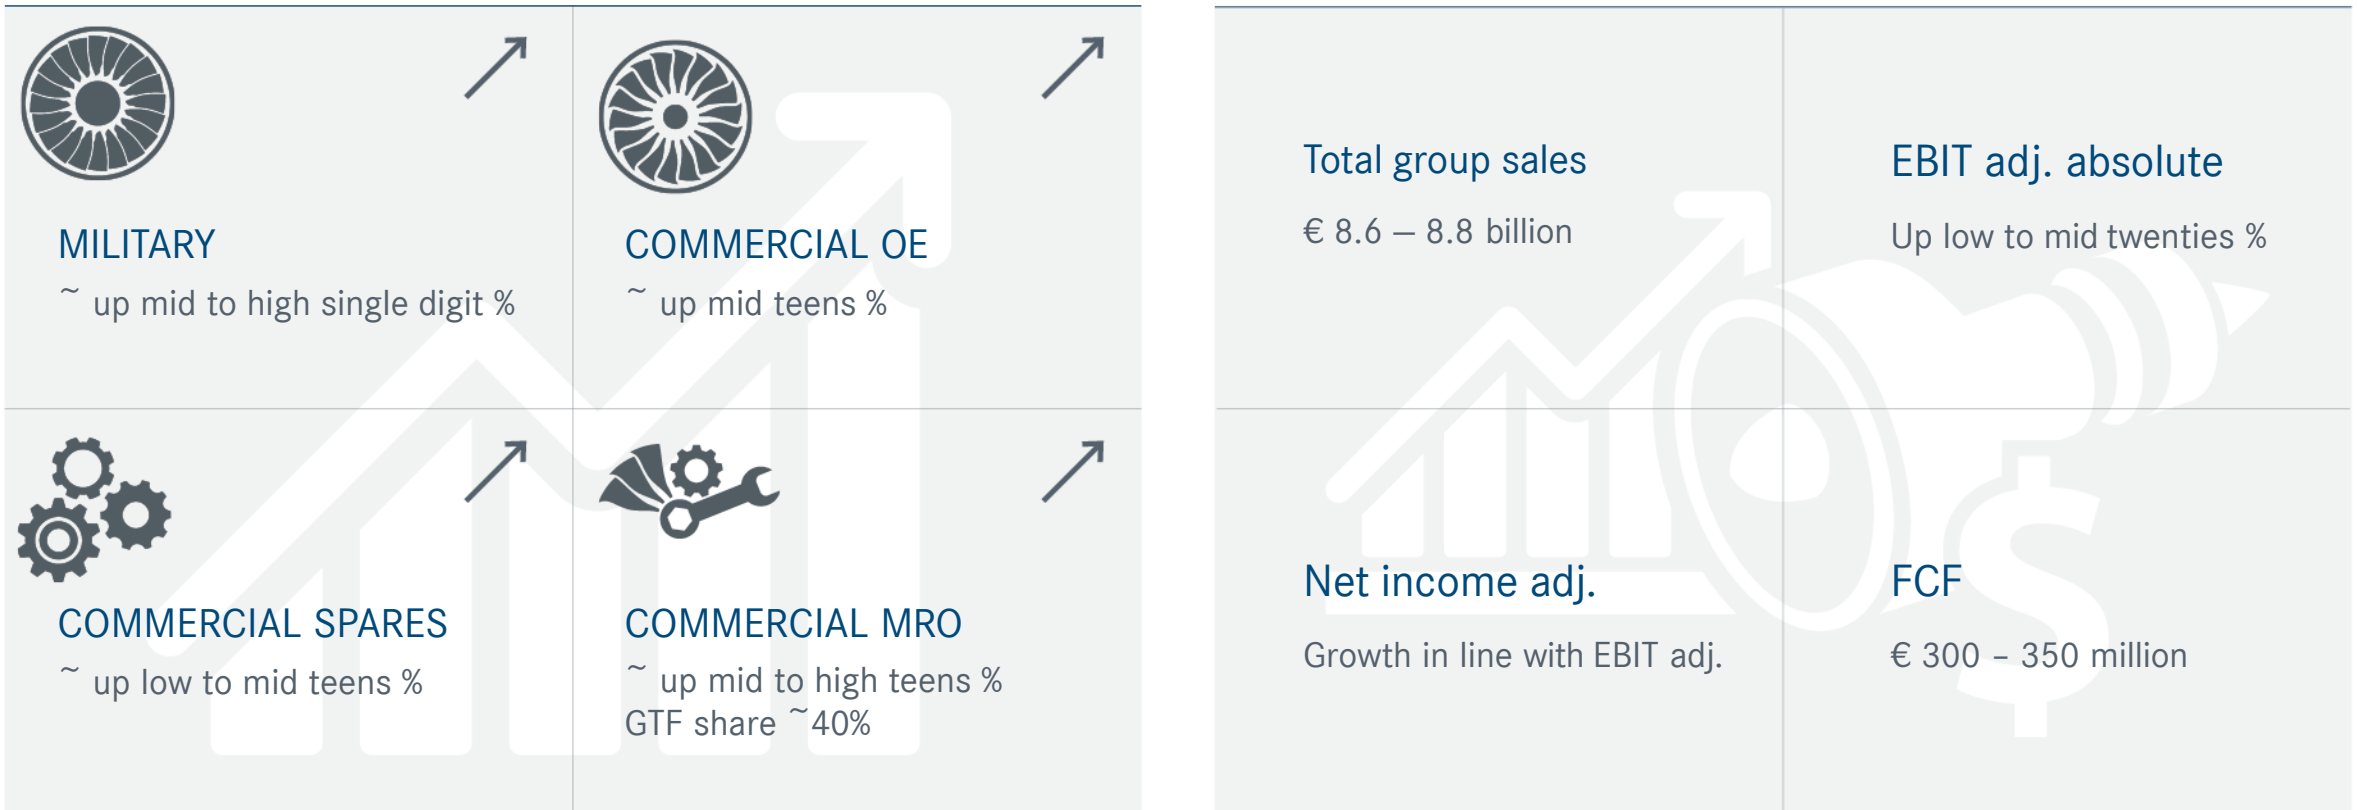 MILITARY
~ up mid to high single digit %
COMMERCIAL OE
~ up mid teens %
COMMERCIAL SPARES
~ up low to mid teens %
COMMERCIAL MRO
~ up mid to high teens %
GTF share ~40%
Total group sales
€ 8.6 – 8.8 billion
EBIT adj. absolute
Up low to mid twenties %
Net income adj.
Growth in line with EBIT adj.
FCF
€ 300 – 350 million
$